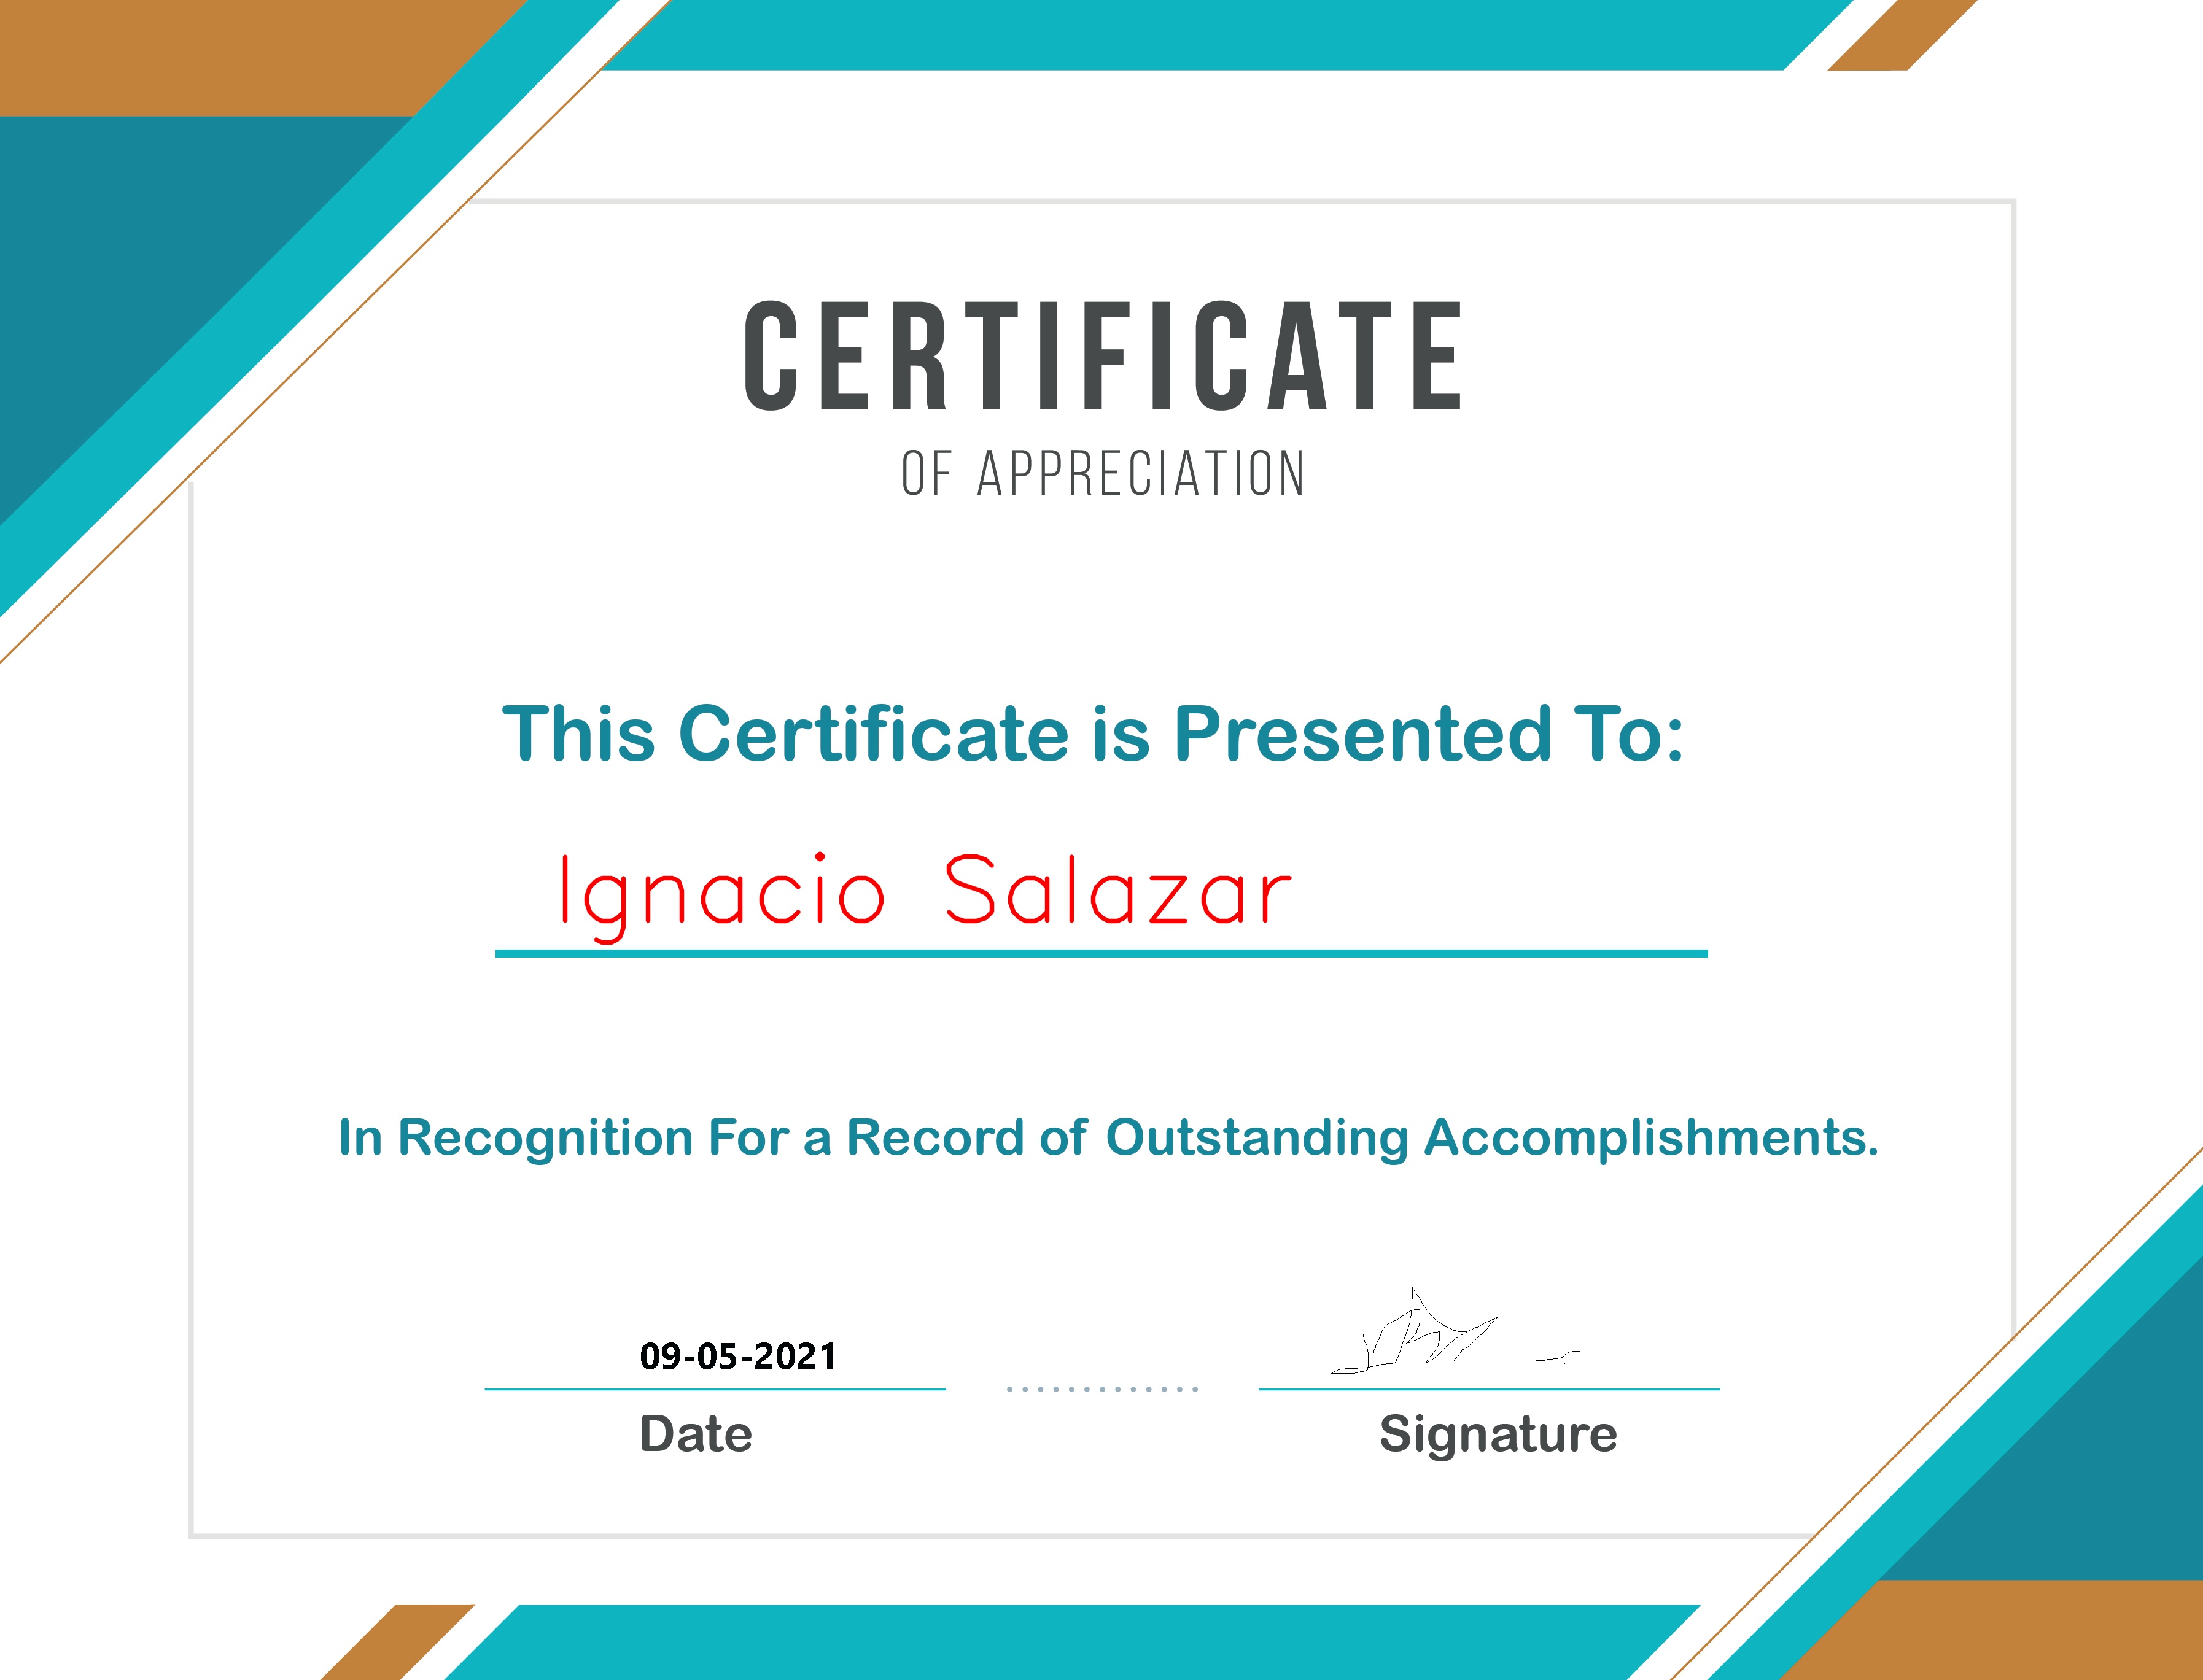 CERTIFICATE
OF APPRECIATION
This Certificate is Presented To:
Ignacio Salazar
In Recognition For a Record of Outstanding Accomplishments.
09-05-2021
Date
Signature